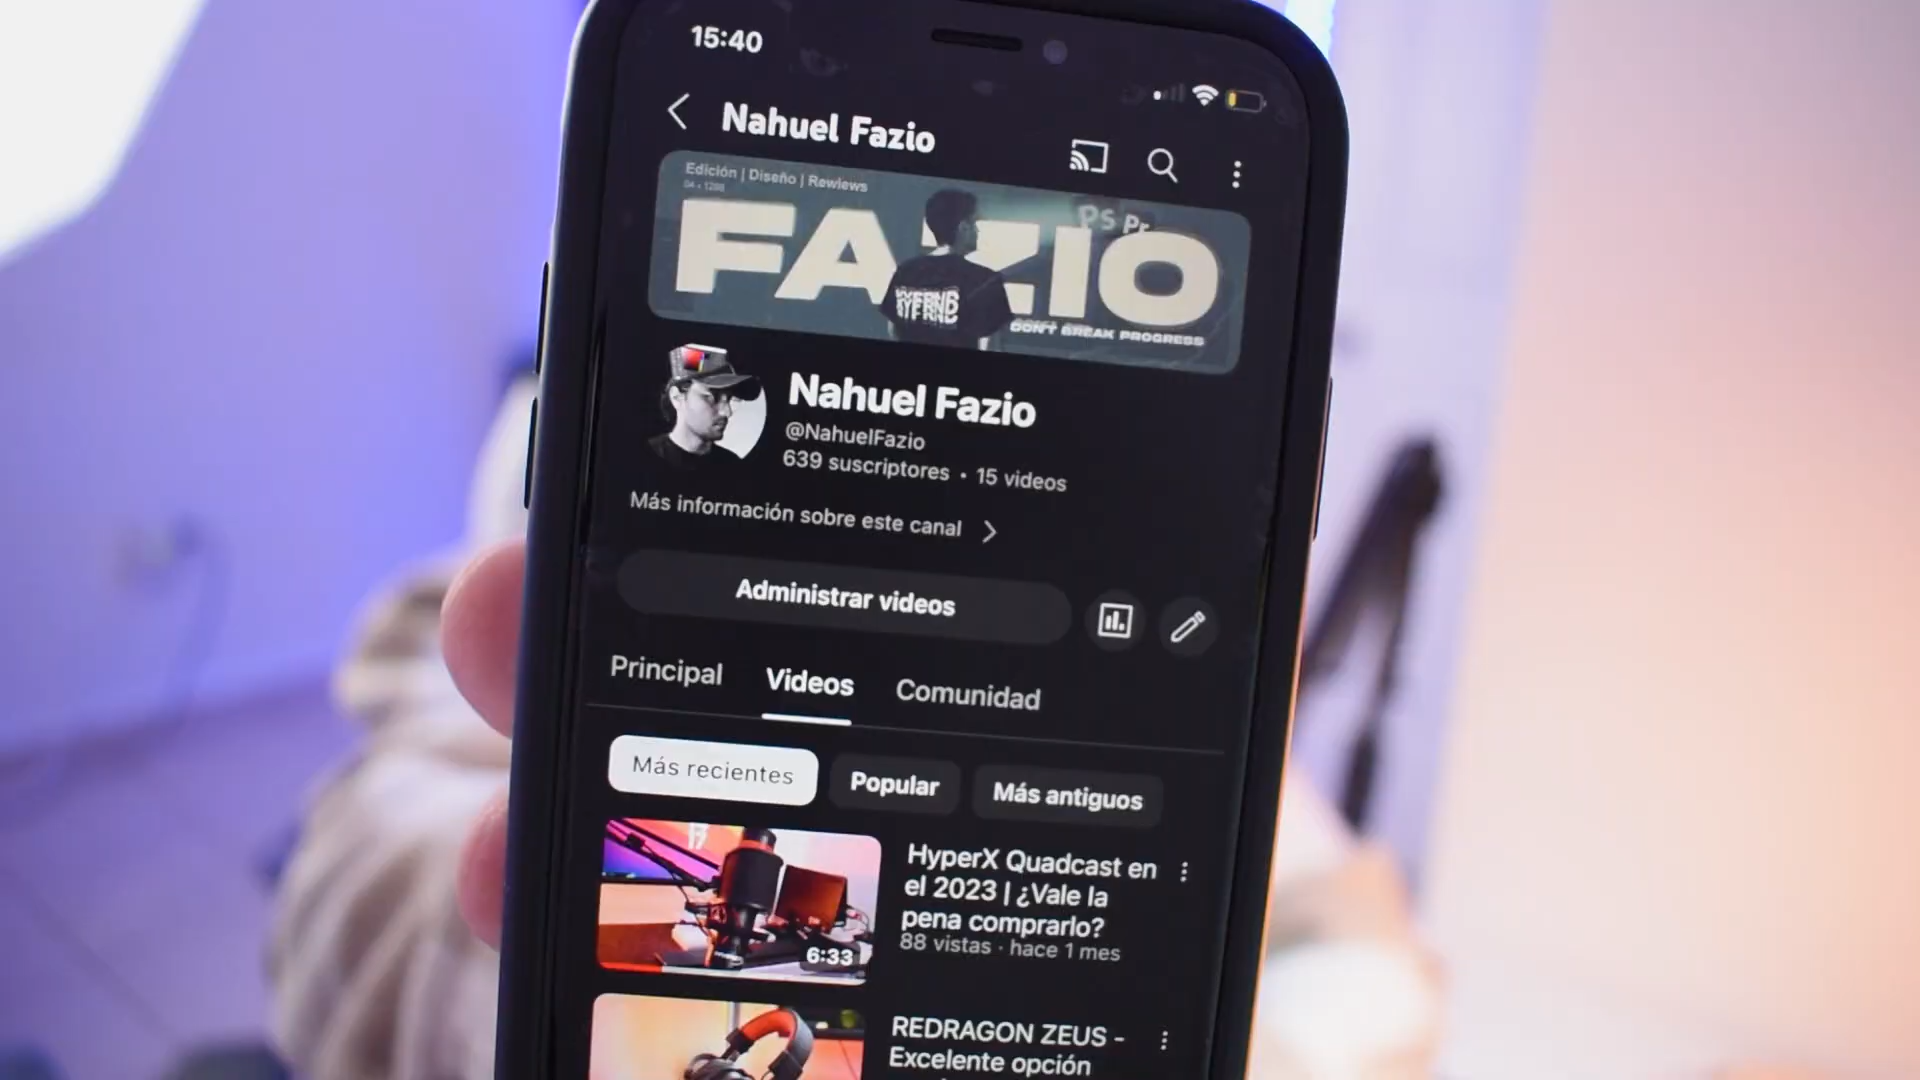 15:40
Nahuel Fazio
Edición | Diseño | Rewiews
FAZIO
PS Pr
DON'T BREAK PROGRESS
Nahuel Fazio
@NahuelFazio
639 suscriptores • 15 videos
Más información sobre este canal
Administrar videos
Principal Videos Comunidad
Más recientes Popular Más antiguos
HyperX Quadcast en
el 2023 | ¿Vale la
pena comprarlo?
88 vistas · hace 1 mes
6:33
REDRAGON ZEUS -
Excelente opción